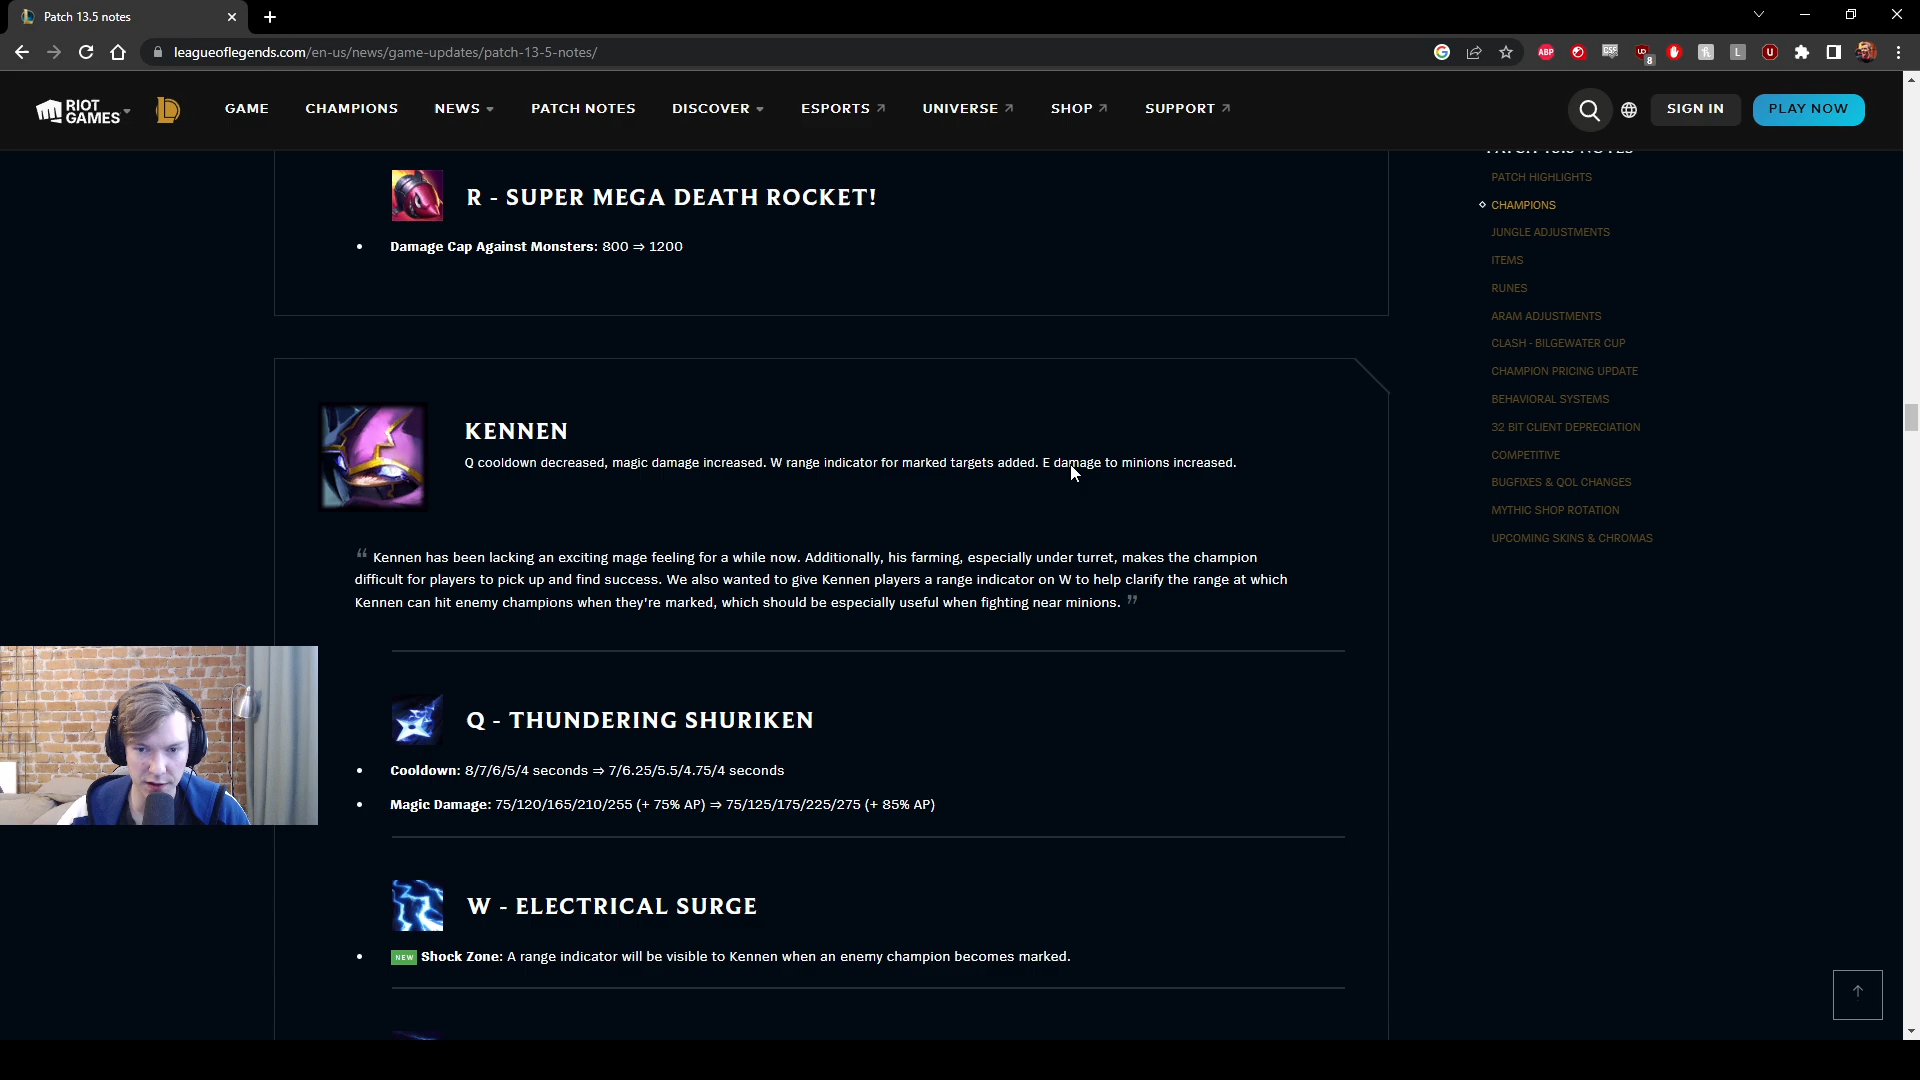 Patch 13.5 notes
leagueoflegends.com/en-us/news/game-updates/patch-13-5-notes/
ABP
CSP
8
L
RIOT GAMES
GAME
CHAMPIONS
NEWS
PATCH NOTES
DISCOVER
ESPORTS
UNIVERSE
SHOP
SUPPORT
SIGN IN
PLAY NOW
R - SUPER MEGA DEATH ROCKET!
• Damage Cap Against Monsters: 800 ⇒ 1200
KENNEN
Q cooldown decreased, magic damage increased. W range indicator for marked targets added. E damage to minions increased.
“ Kennen has been lacking an exciting mage feeling for a while now. Additionally, his farming, especially under turret, makes the champion
difficult for players to pick up and find success. We also wanted to give Kennen players a range indicator on W to help clarify the range at which
Kennen can hit enemy champions when they're marked, which should be especially useful when fighting near minions. ”
Q - THUNDERING SHURIKEN
• Cooldown: 8/7/6/5/4 seconds ⇒ 7/6.25/5.5/4.75/4 seconds
• Magic Damage: 75/120/165/210/255 (+ 75% AP) ⇒ 75/125/175/225/275 (+ 85% AP)
W - ELECTRICAL SURGE
• NEW Shock Zone: A range indicator will be visible to Kennen when an enemy champion becomes marked.
PATCH 13.5 NOTES
PATCH HIGHLIGHTS
CHAMPIONS
JUNGLE ADJUSTMENTS
ITEMS
RUNES
ARAM ADJUSTMENTS
CLASH - BILGEWATER CUP
CHAMPION PRICING UPDATE
BEHAVIORAL SYSTEMS
32 BIT CLIENT DEPRECIATION
COMPETITIVE
BUGFIXES & QOL CHANGES
MYTHIC SHOP ROTATION
UPCOMING SKINS & CHROMAS